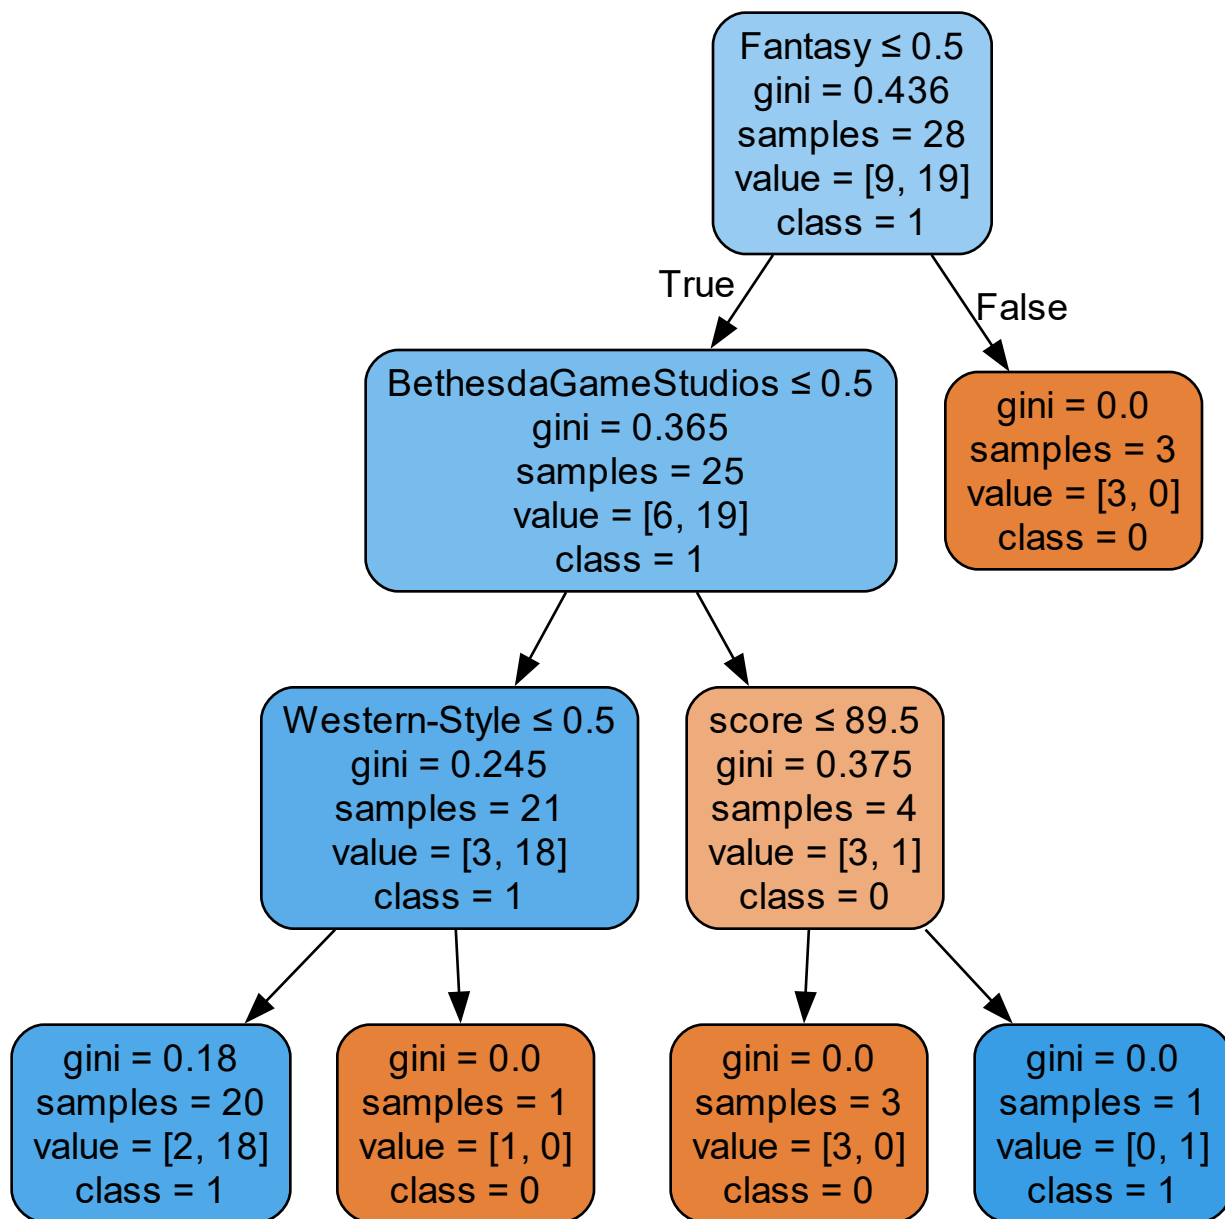 Fantasy ≤ 0.5
gini = 0.436
samples = 28
value = [9, 19]
class = 1
True
False
BethesdaGameStudios ≤ 0.5
gini = 0.365
samples = 25
value = [6, 19]
class = 1
gini = 0.0
samples = 3
value = [3, 0]
class = 0
Western-Style ≤ 0.5
gini = 0.245
samples = 21
value = [3, 18]
class = 1
score ≤ 89.5
gini = 0.375
samples = 4
value = [3, 1]
class = 0
gini = 0.18
samples = 20
value = [2, 18]
class = 1
gini = 0.0
samples = 1
value = [1, 0]
class = 0
gini = 0.0
samples = 3
value = [3, 0]
class = 0
gini = 0.0
samples = 1
value = [0, 1]
class = 1